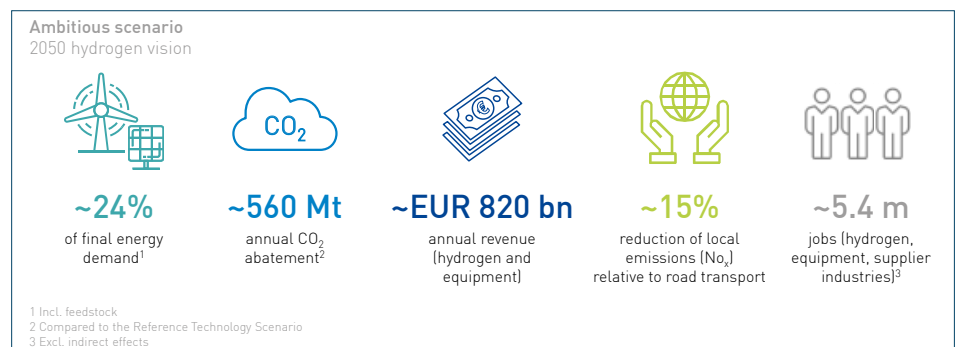 Ambitious scenario
2050 hydrogen vision
CO₂
€
~24%
of final energy
demand¹
~560 Mt
annual CO₂
abatement²
~EUR 820 bn
annual revenue
(hydrogen and
equipment)
~15%
reduction of local
emissions (Noₓ)
relative to road transport
~5.4 m
jobs (hydrogen,
equipment, supplier
industries)³
1 Incl. feedstock
2 Compared to the Reference Technology Scenario
3 Excl. indirect effects